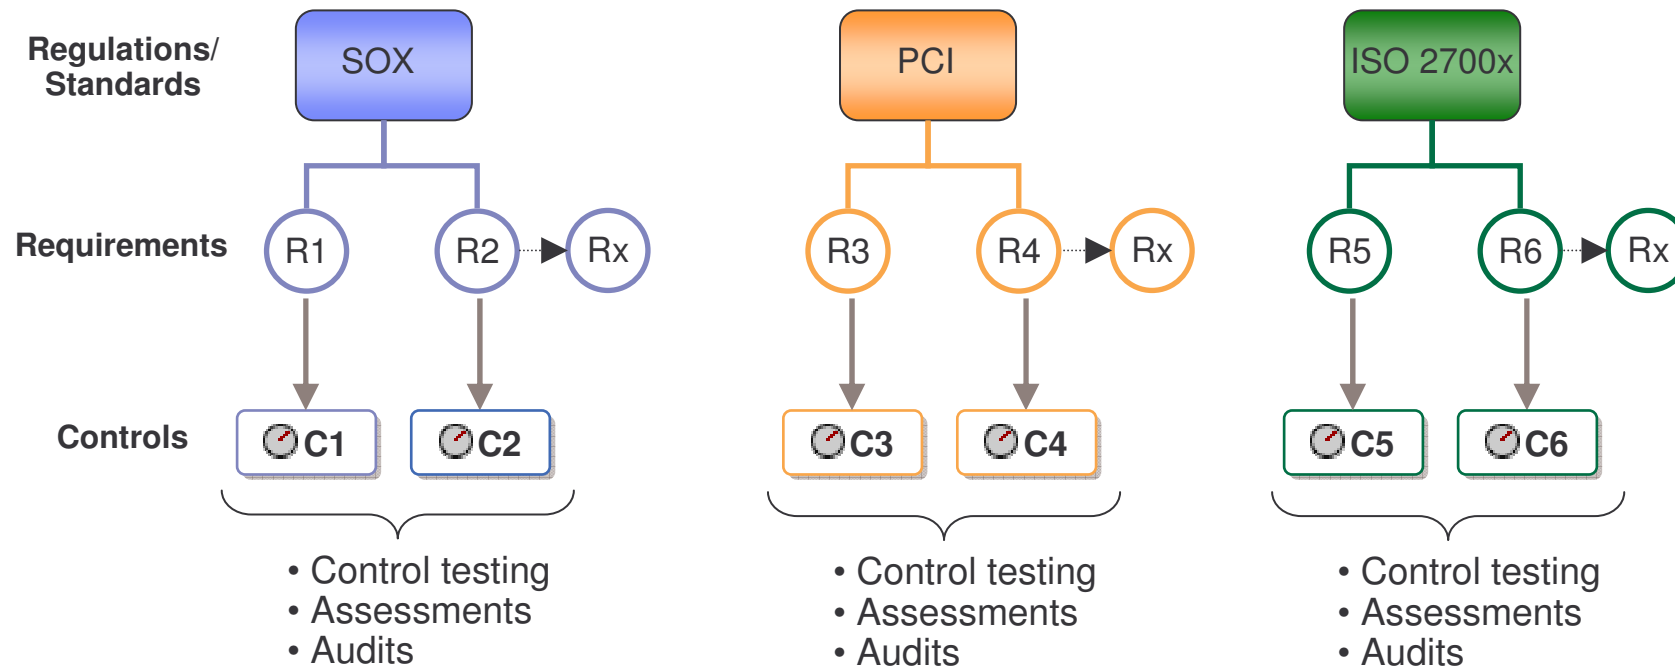 Regulations/
Standards
SOX
PCI
ISO 2700x
Requirements
R1
R2
Rx
R3
R4
Rx
R5
R6
Rx
Controls
C1
C2
C3
C4
C5
C6
• Control testing
• Assessments
• Audits
• Control testing
• Assessments
• Audits
• Control testing
• Assessments
• Audits